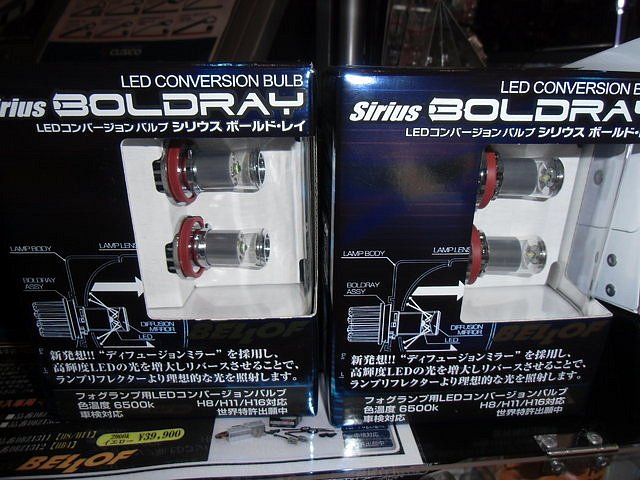 CUSCO
LED CONVERSION BULB
rius BOLDRAY
LEDコンバージョンバルブ シリウス ボールド・レイ
LAMP BODY
LAMP LENS
BOLDRAY
ASSY
DIFFUSION
MIRROR
LED
BELLOF
新発想!!"ディフュージョンミラー"を採用し、
高輝度LEDの光を増大しリバースさせることで、
ランプリフレクターより理想的な光を照射します。
フォグランプ用LEDコンバージョンバルブ
色温度 6500k H8/H11/H16対応
車検対応 世界特許出願中
LED CONVERSION B
Sirius BOLDRA
LEDコンバージョンバルブ シリウス ボールド・
LAMP BODY
LAMP LENS
BOLDRAY
ASSY
DIFFUSION
MIRROR
LED
BELLOF
新発想!!"ディフュージョンミラー"を採用し、
高輝度LEDの光を増大しリバースさせることで、
ランプリフレクターより理想的な光を照射します。
フォグランプ用LEDコンバージョンバルブ
色温度 6500k H8/H11/H16対応
車検対応 世界特許出願中
2800k
イエロー ¥39,900
BELLOF